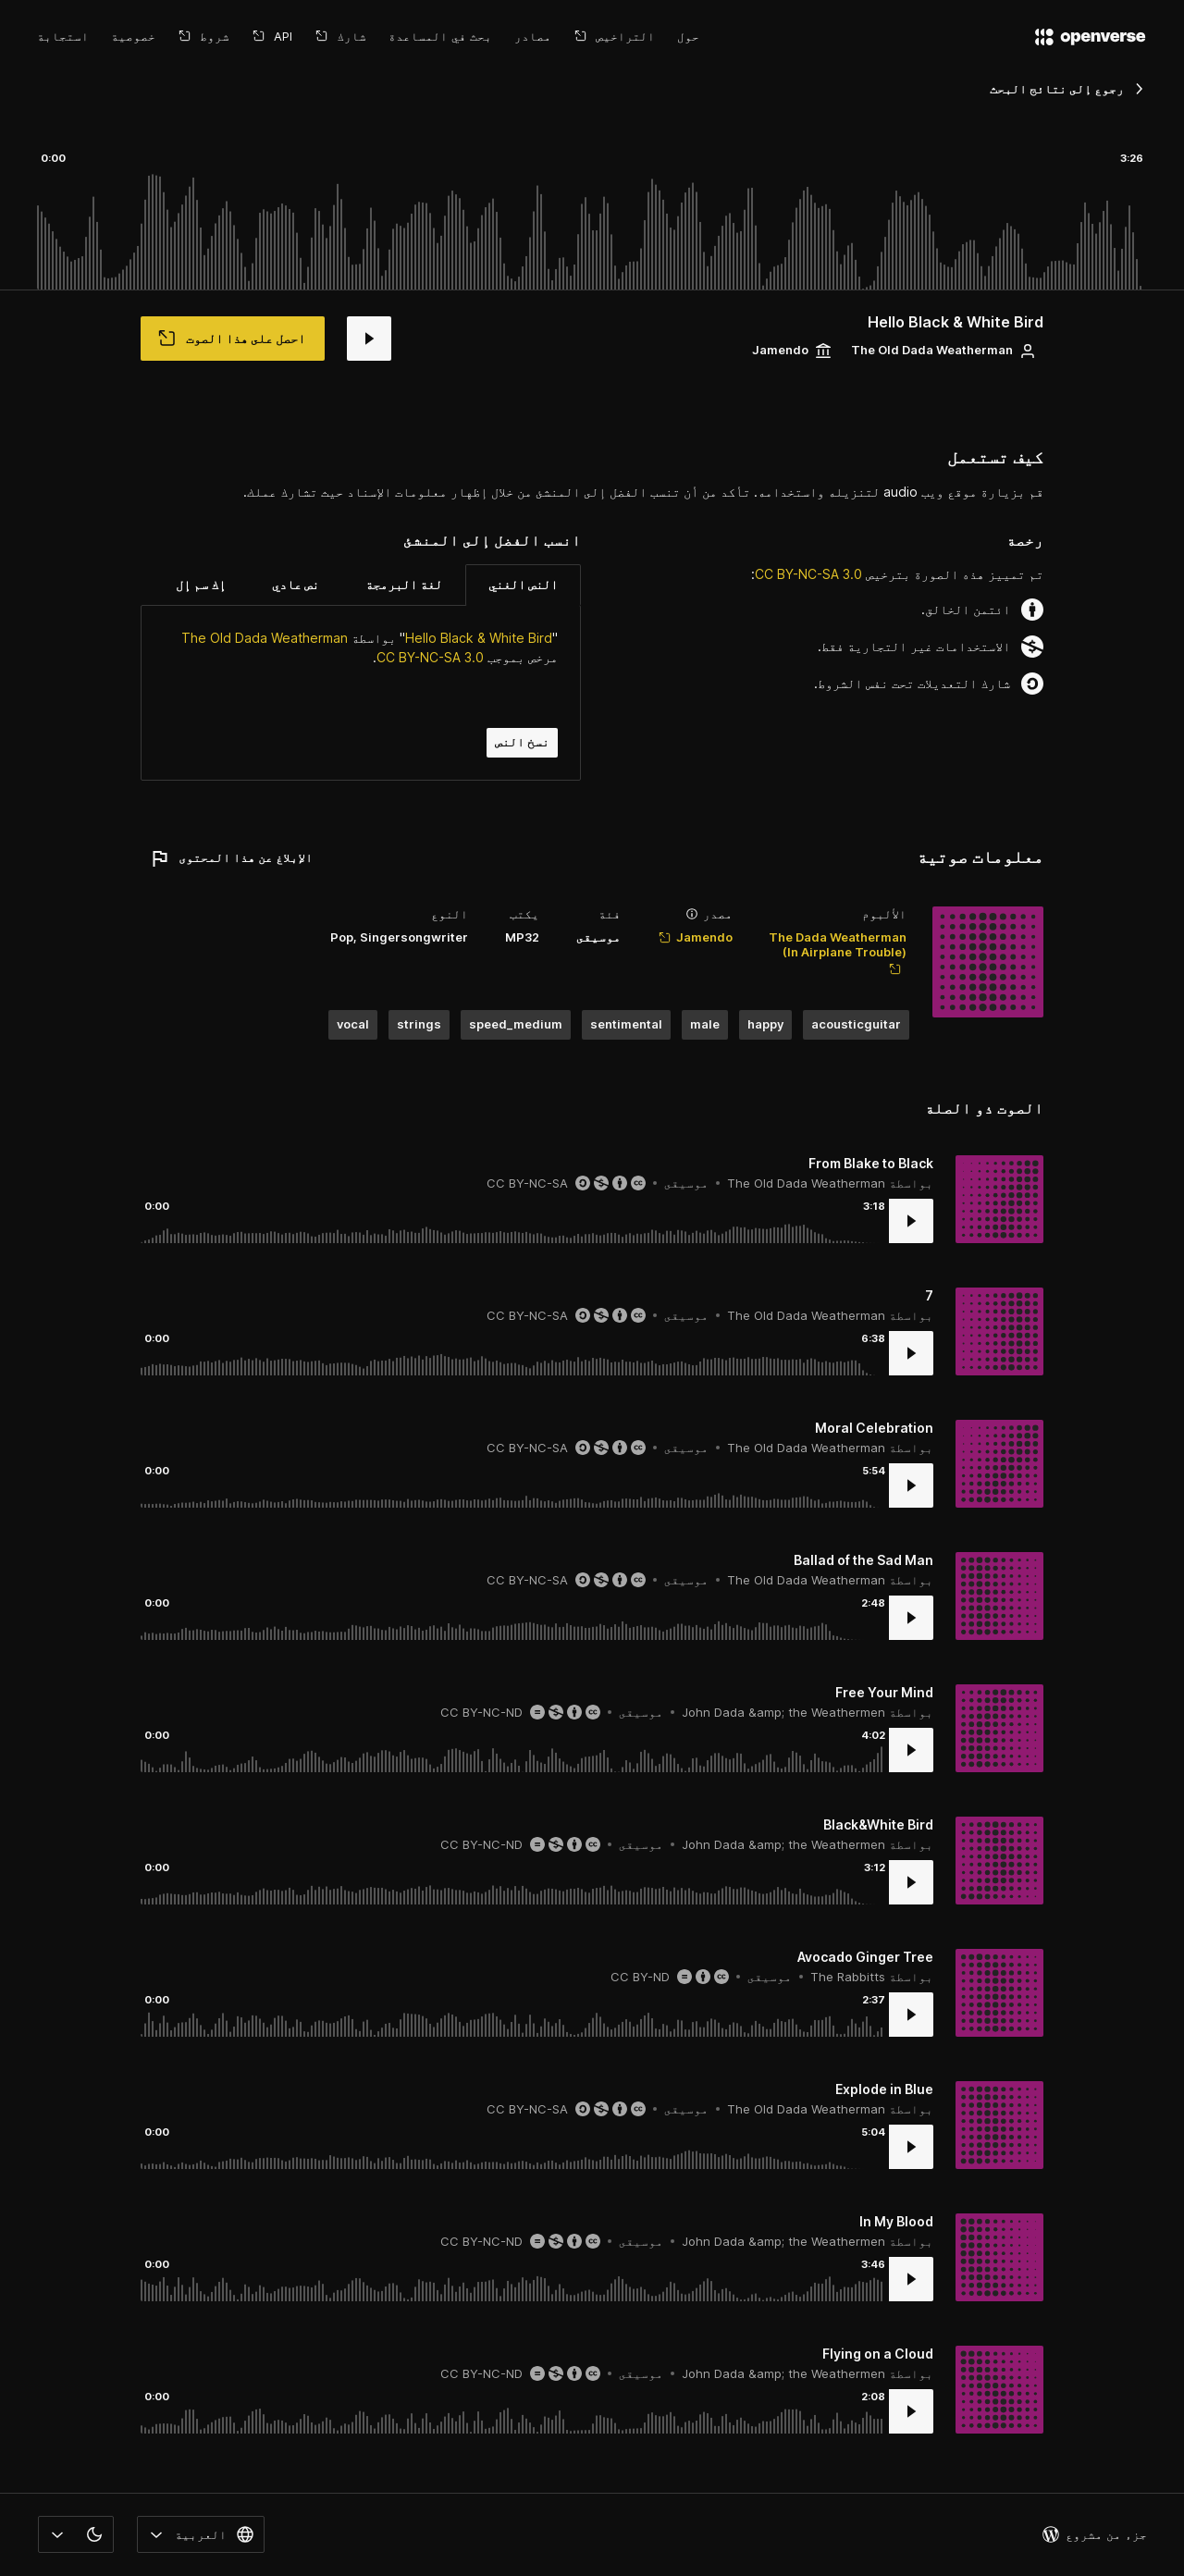 openverse
حول
التراخيص
مصادر
بحث في المساعدة
شارك
API
شروط
خصوصية
استجابة
رجوع إلى نتائج البحث
0:00
3:26
Hello Black & White Bird
The Old Dada Weatherman
Jamendo
احصل على هذا الصوت
كيف تستعمل
قم بزيارة موقع ويب audio لتنزيله واستخدامه. تأكد من أن تنسب الفضل إلى المنشئ من خلال إظهار معلومات الإسناد حيث تشارك عملك.
رخصة
تم تمييز هذه الصورة بترخيص CC BY-NC-SA 3.0:
ائتمن الخالق.
الاستخدامات غير التجارية فقط.
شارك التعديلات تحت نفس الشروط.
انسب الفضل إلى المنشئ
النص الغني
لغة البرمجة
نص عادي
إكسم إل
"Hello Black & White Bird" بواسطة The Old Dada Weatherman
مرخص بموجب CC BY-NC-SA 3.0.
نسخ النص
معلومات صوتية
الإبلاغ عن هذا المحتوى
الألبوم
The Dada Weatherman
(In Airplane Trouble)
مصدر
Jamendo
فئة
موسيقى
يكتب
MP32
النوع
Pop, Singersongwriter
acousticguitar
happy
male
sentimental
speed_medium
strings
vocal
الصوت ذو الصلة
From Blake to Black
بواسطة The Old Dada Weatherman • موسيقى • CC BY-NC-SA
0:00
3:18
7
بواسطة The Old Dada Weatherman • موسيقى • CC BY-NC-SA
0:00
6:38
Moral Celebration
بواسطة The Old Dada Weatherman • موسيقى • CC BY-NC-SA
0:00
5:54
Ballad of the Sad Man
بواسطة The Old Dada Weatherman • موسيقى • CC BY-NC-SA
0:00
2:48
Free Your Mind
بواسطة John Dada &amp; the Weathermen • موسيقى • CC BY-NC-ND
0:00
4:02
Black&White Bird
بواسطة John Dada &amp; the Weathermen • موسيقى • CC BY-NC-ND
0:00
3:12
Avocado Ginger Tree
بواسطة The Rabbitts • موسيقى • CC BY-ND
0:00
2:37
Explode in Blue
بواسطة The Old Dada Weatherman • موسيقى • CC BY-NC-SA
0:00
5:04
In My Blood
بواسطة John Dada &amp; the Weathermen • موسيقى • CC BY-NC-ND
0:00
3:46
Flying on a Cloud
بواسطة John Dada &amp; the Weathermen • موسيقى • CC BY-NC-ND
0:00
2:08
جزء من مشروع
العربية